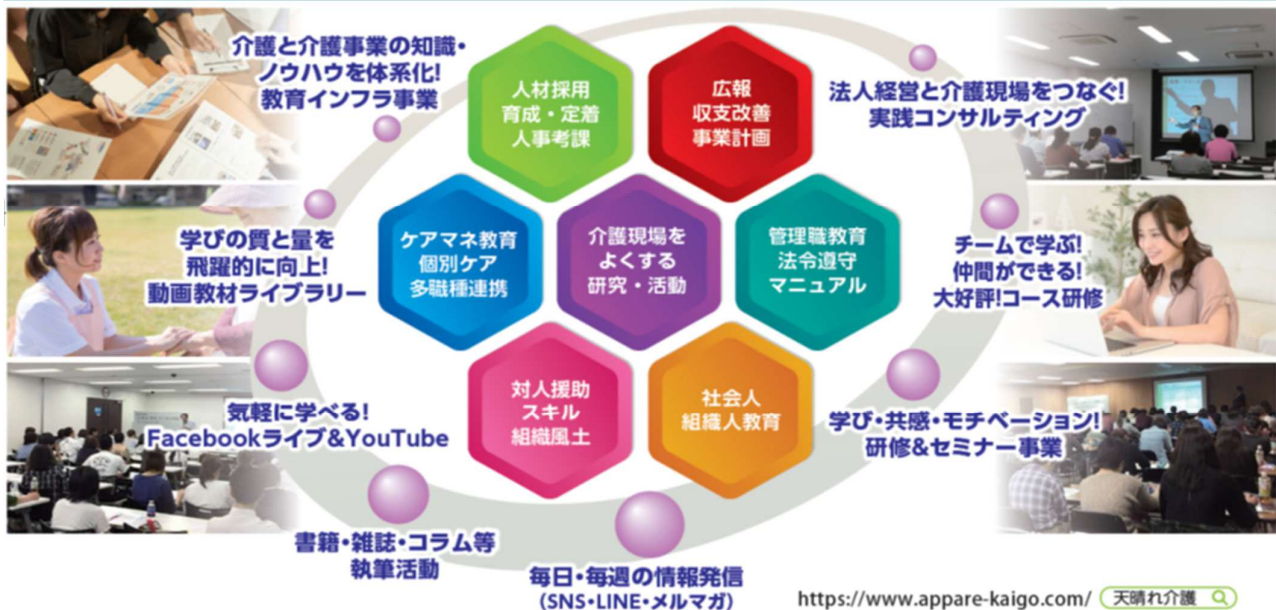 介護と介護事業の知識・
ノウハウを体系化!
教育インフラ事業
人材採用
育成・定着
人事考課
広報
収支改善
事業計画
法人経営と介護現場をつなぐ!
実践コンサルティング
学びの質と量を
飛躍的に向上!
動画教材ライブラリー
ケアマネ教育
個別ケア
多職種連携
介護現場を
よくする
研究・活動
管理職教育
法令遵守
マニュアル
チームで学ぶ!
仲間ができる!
大好評!コース研修
気軽に学べる!
Facebookライブ&YouTube
対人援助
スキル
組織風土
社会人
組織人教育
学び・共感・モチベーション!
研修&セミナー事業
書籍・雑誌・コラム等
執筆活動
毎日・毎週の情報発信
(SNS・LINE・メルマガ)
https://www.appare-kaigo.com/ 天晴れ介護